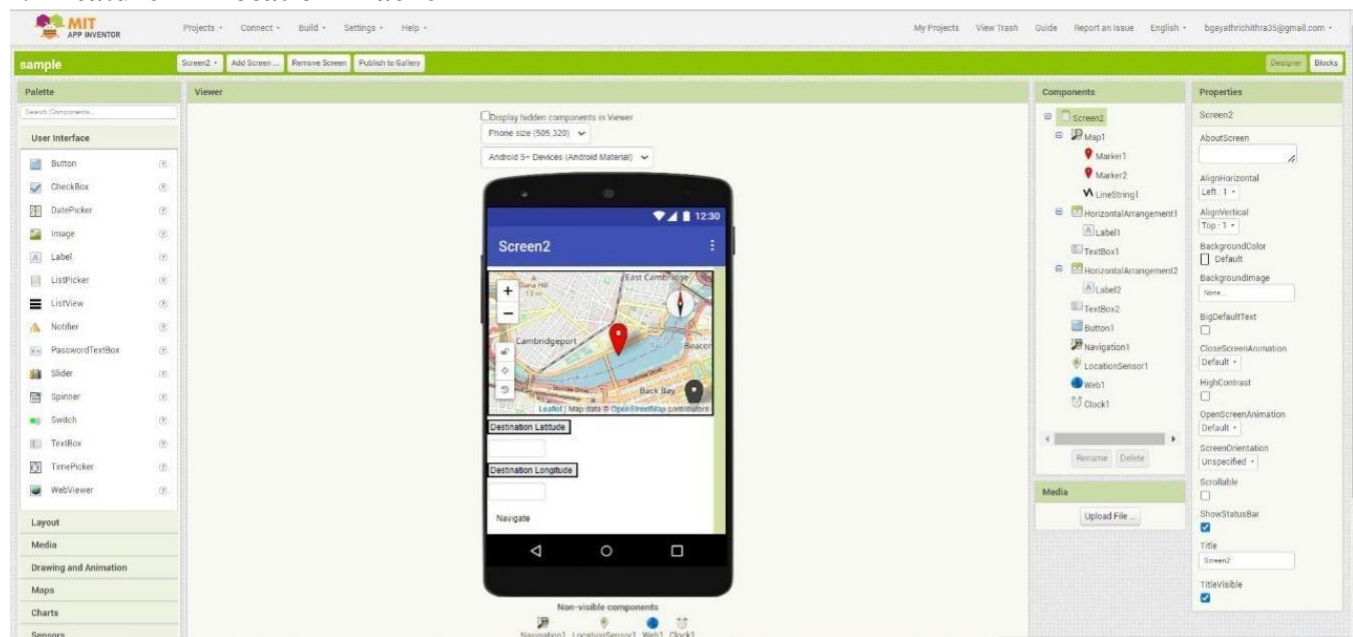 MIT
APP INVENTOR
Projects Connect Build Settings Help
My Projects View Trash Guide Report an Issue English bgayathrichithra35@gmail.com
sample
Screen2 Add Screen ... Remove Screen Publish to Gallery
Designer Blocks
Palette
Search Components...
User Interface
Button
CheckBox
DatePicker
Image
Label
ListPicker
ListView
Notifier
PasswordTextBox
Slider
Spinner
Switch
TextBox
TimePicker
WebViewer
Layout
Media
Drawing and Animation
Maps
Charts
Sensors
Viewer
Display hidden components in Viewer
Phone size (505,320)
Android 5+ Devices (Android Material)
12:30
Screen2
East Cambridge
Dana Hill
13 m
+
−
Cambridgeport
Beacon
Back Bay
Leaflet | Map data © OpenStreetMap contributors
Destination Latitude
Destination Longitude
Navigate
Non-visible components
Navigation1 LocationSensor1 Web1 Clock1
Components
Screen2
Map1
Marker1
Marker2
LineString1
HorizontalArrangement1
Label1
TextBox1
HorizontalArrangement2
Label2
TextBox2
Button1
Navigation1
LocationSensor1
Web1
Clock1
Rename Delete
Media
Upload File ...
Properties
Screen2
AboutScreen
AlignHorizontal
Left : 1
AlignVertical
Top : 1
BackgroundColor
Default
BackgroundImage
None...
BigDefaultText
CloseScreenAnimation
Default
HighContrast
OpenScreenAnimation
Default
ScreenOrientation
Unspecified
Scrollable
ShowStatusBar
Title
Screen2
TitleVisible